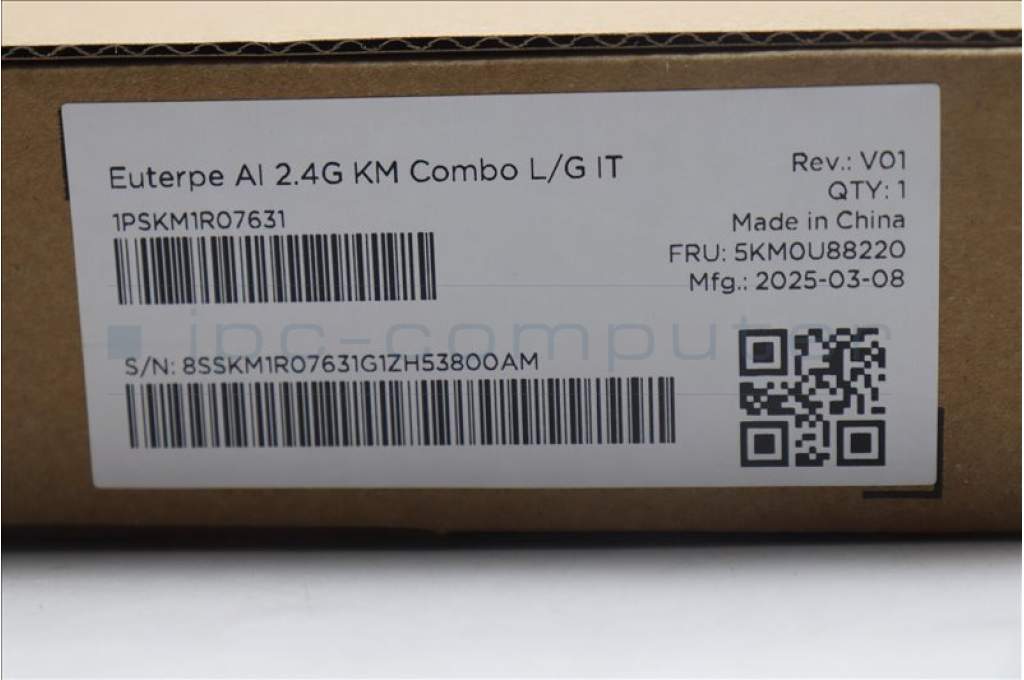 Euterpe AI 2.4G KM Combo L/G IT
1PSKM1R07631
Rev.: V01
QTY: 1
Made in China
FRU: 5KM0U88220
Mfg.: 2025-03-08
ipc-computer
S/N: 8SSKM1R07631G1ZH53800AM